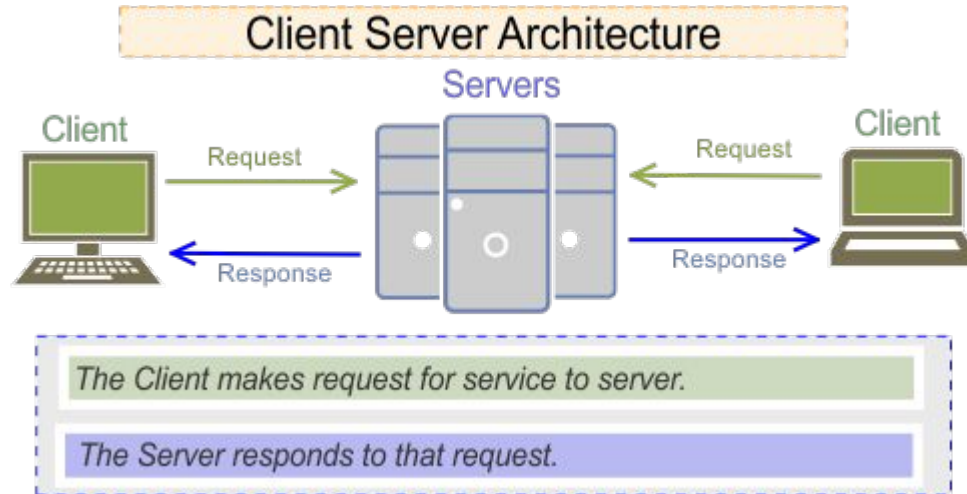 Client Server Architecture
Servers
Client
Client
Request
Request
Response
Response
The Client makes request for service to server.
The Server responds to that request.